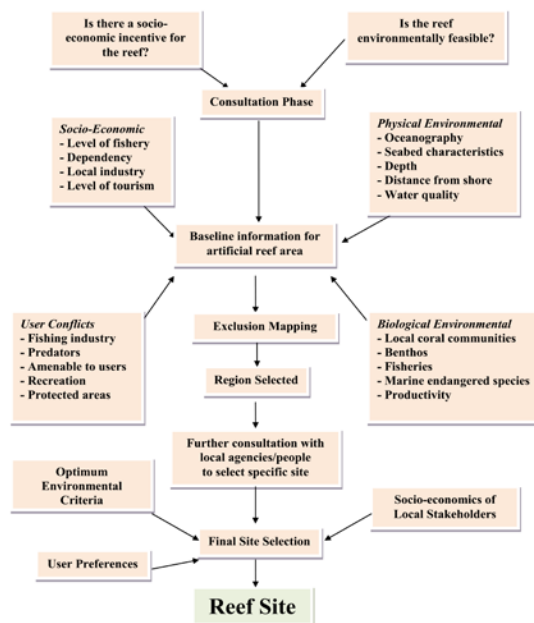 Is there a socio-
economic incentive for
the reef?
Is the reef
environmentally feasible?
Consultation Phase
Socio-Economic
- Level of fishery
- Dependency
- Local industry
- Level of tourism
Physical Environmental
- Oceanography
- Seabed characteristics
- Depth
- Distance from shore
- Water quality
Baseline information for
artificial reef area
User Conflicts
- Fishing industry
- Predators
- Amenable to users
- Recreation
- Protected areas
Exclusion Mapping
Biological Environmental
- Local coral communities
- Benthos
- Fisheries
- Marine endangered species
- Productivity
Region Selected
Further consultation with
local agencies/people
to select specific site
Optimum
Environmental
Criteria
Socio-economics of
Local Stakeholders
Final Site Selection
User Preferences
Reef Site